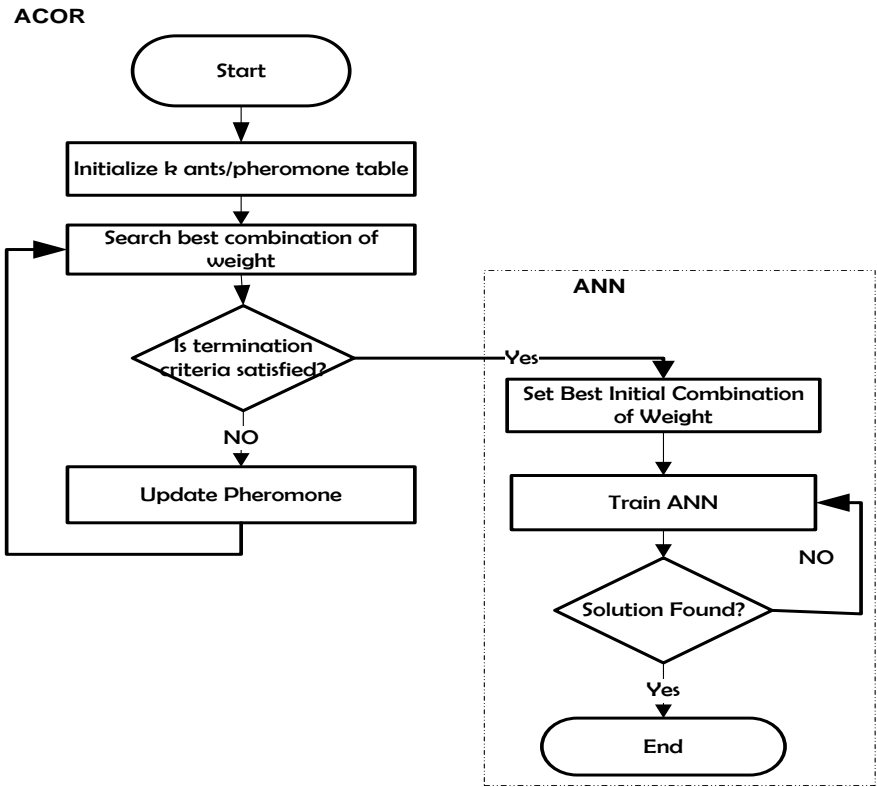 ACOR
Start
Initialize k ants/pheromone table
Search best combination of
weight
Is termination
criteria satisfied?
NO
Update Pheromone
Yes
ANN
Set Best Initial Combination
of Weight
Train ANN
NO
Solution Found?
Yes
End